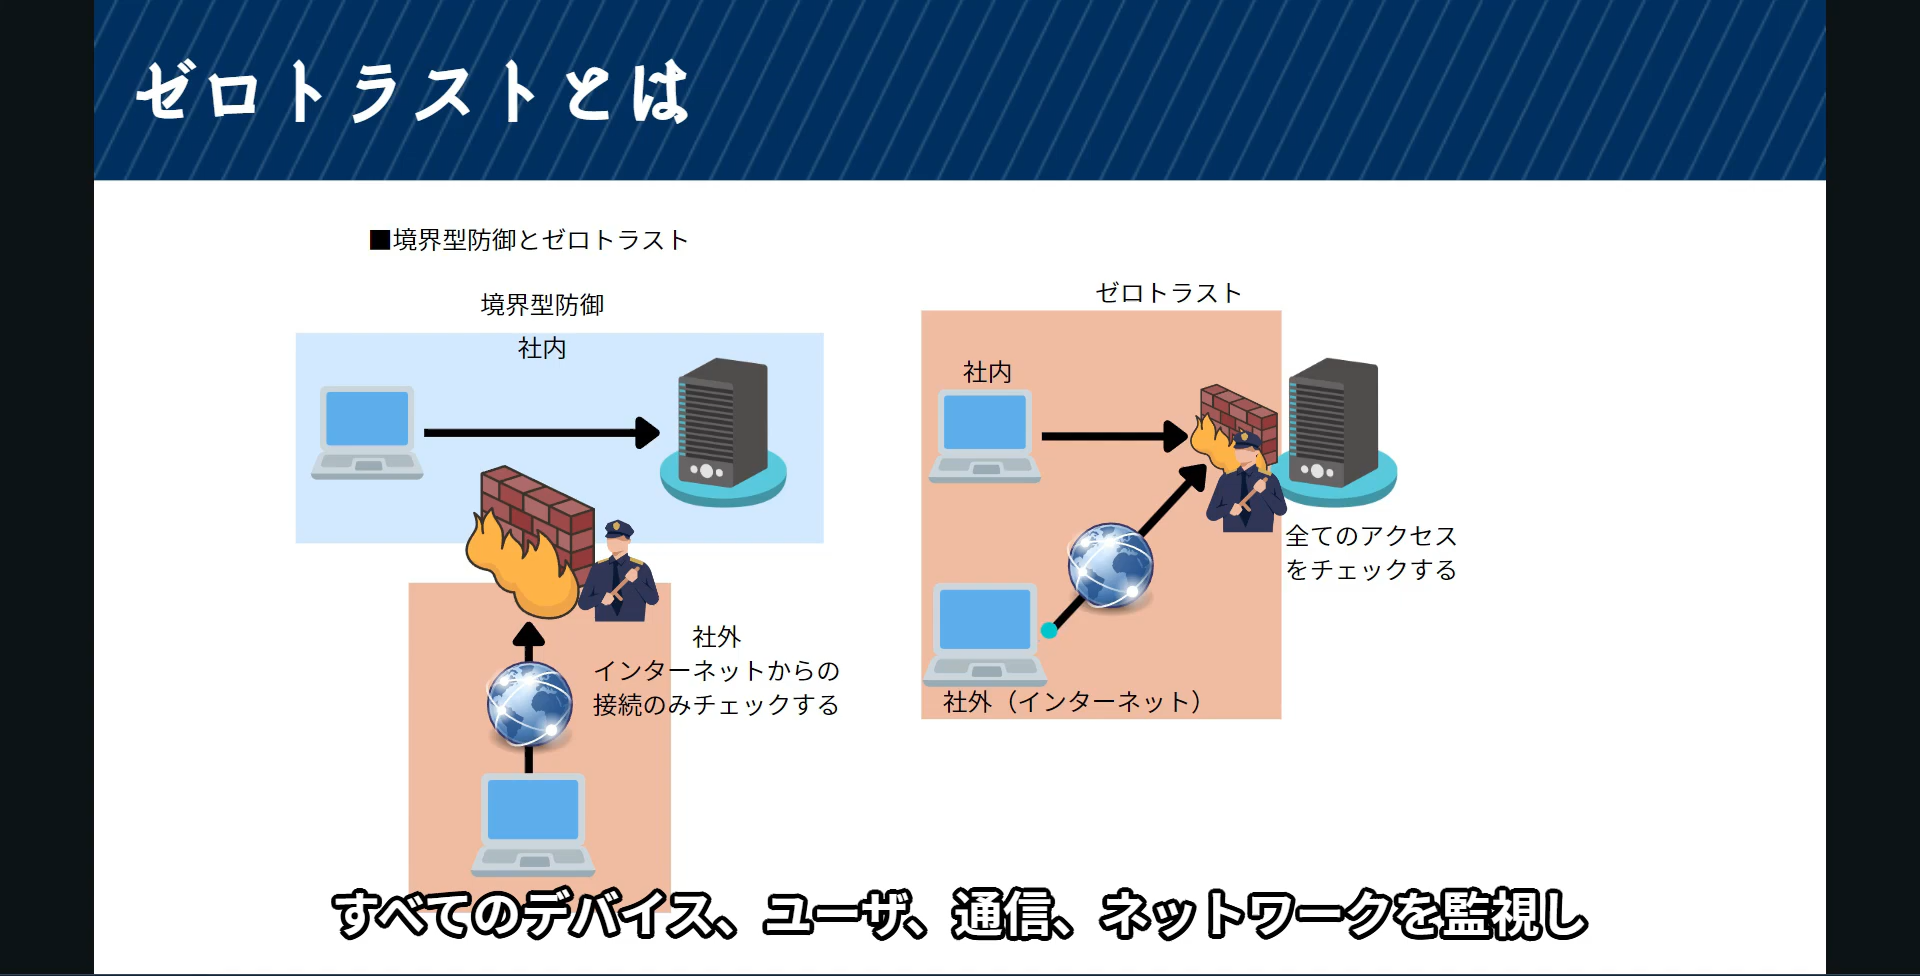 ゼロトラストとは
■境界型防御とゼロトラスト
境界型防御
社内
社外
インターネットからの
接続のみチェックする
ゼロトラスト
社内
全てのアクセス
をチェックする
社外（インターネット）
すべてのデバイス、ユーザ、通信、ネットワークを監視し